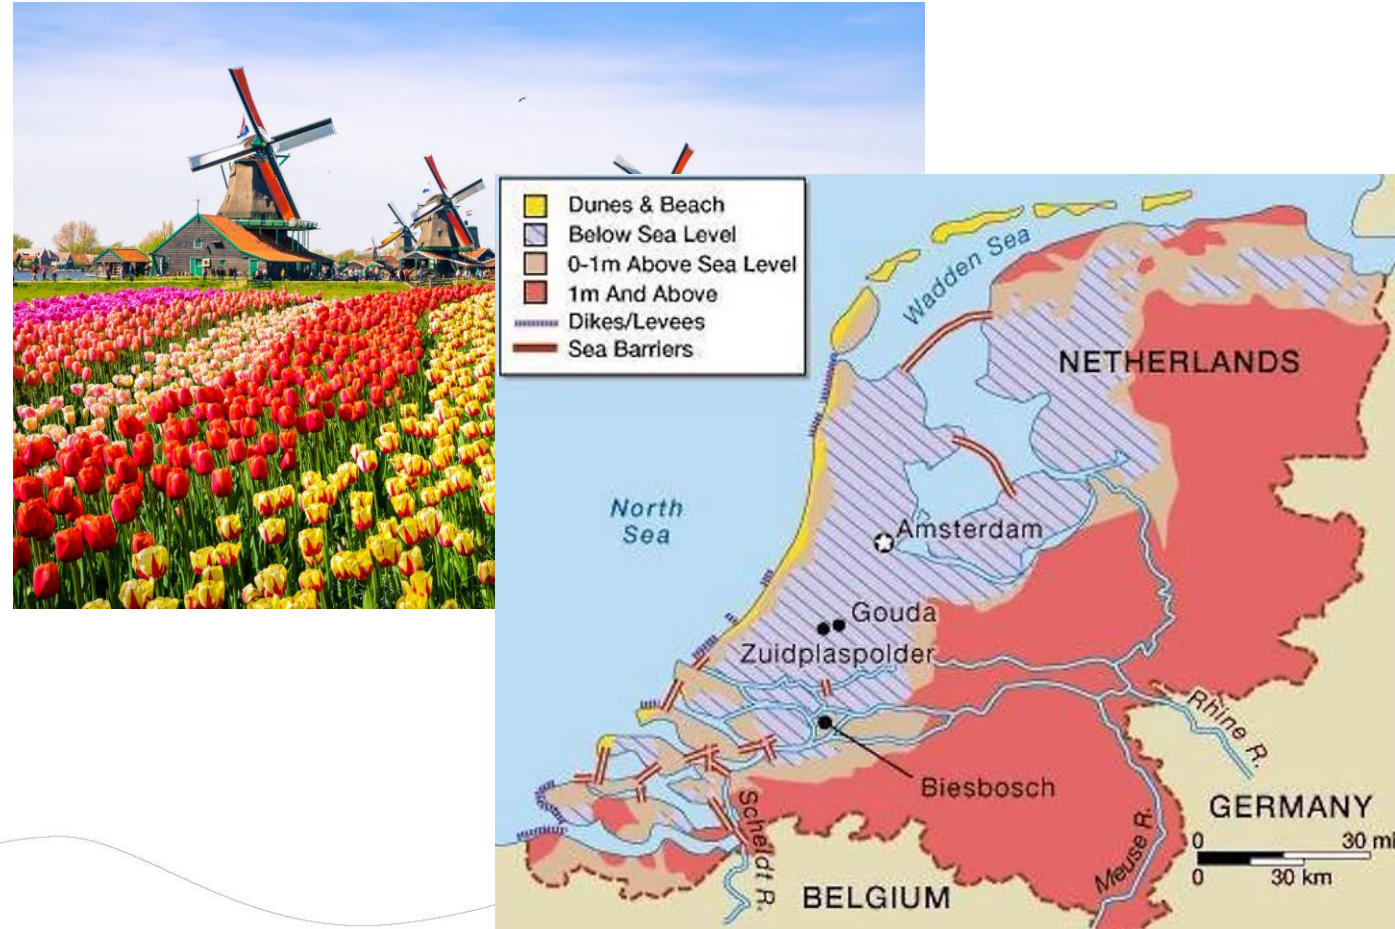 Dunes & Beach
Below Sea Level
0-1m Above Sea Level
1m And Above
Dikes/Levees
Sea Barriers
Wadden Sea
NETHERLANDS
North
Sea
Amsterdam
Gouda
Zuidplaspolder
Rhine R.
Biesbosch
Scheldt R.
Meuse R.
GERMANY
0 30 mi
0 30 km
BELGIUM